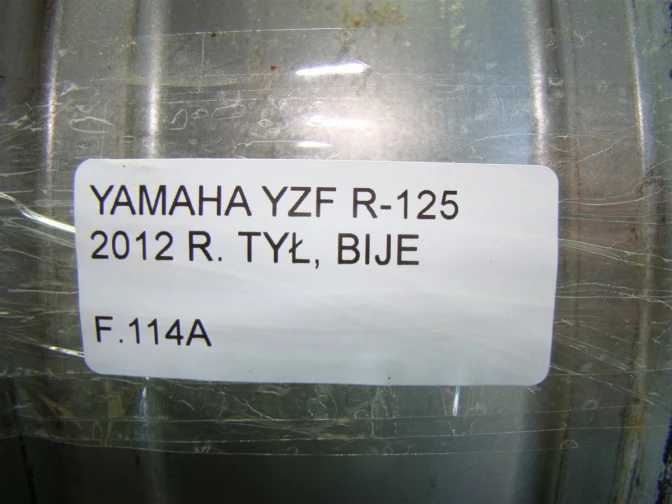 YAMAHA YZF R-125
2012 R. TYŁ, BIJE
F.114A